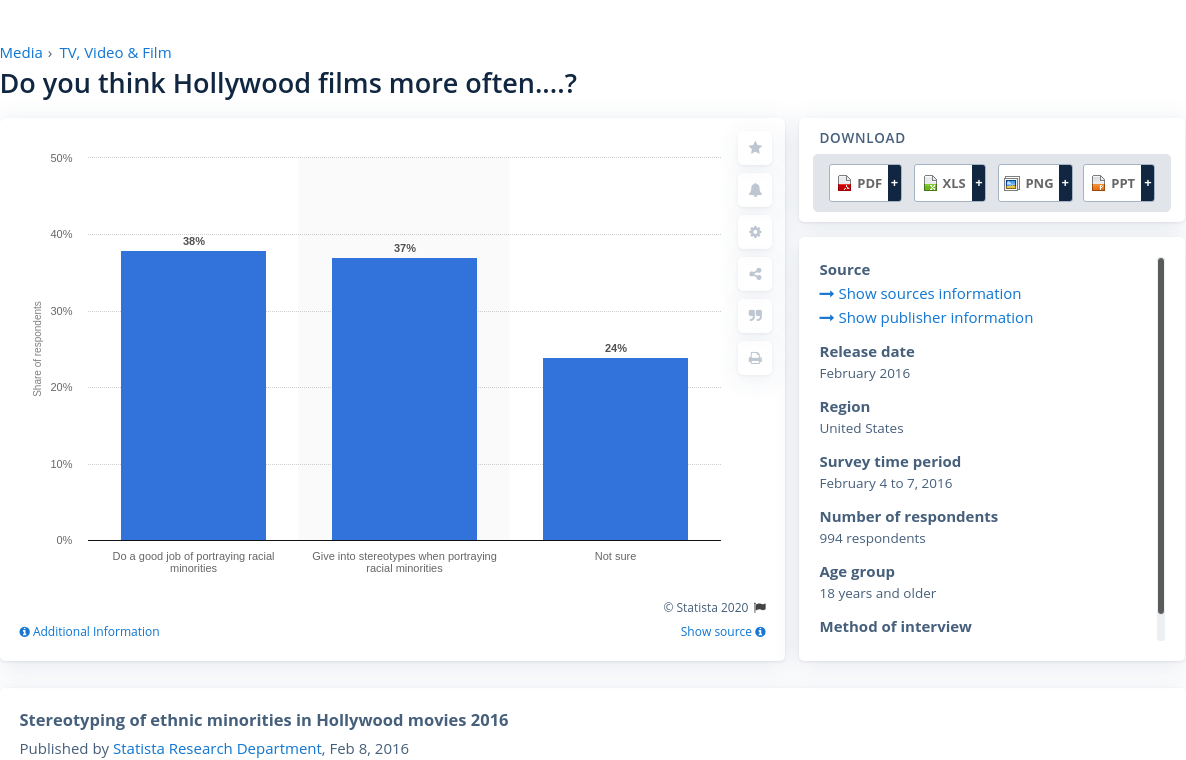 Media › TV, Video & Film
Do you think Hollywood films more often....?
50%
40%
30%
20%
10%
0%
Share of respondents
38%
37%
24%
Do a good job of portraying racial
minorities
Give into stereotypes when portraying
racial minorities
Not sure
© Statista 2020
Additional Information
Show source
DOWNLOAD
PDF +
XLS +
PNG +
PPT +
Source
Show sources information
Show publisher information
Release date
February 2016
Region
United States
Survey time period
February 4 to 7, 2016
Number of respondents
994 respondents
Age group
18 years and older
Method of interview
Stereotyping of ethnic minorities in Hollywood movies 2016
Published by Statista Research Department, Feb 8, 2016